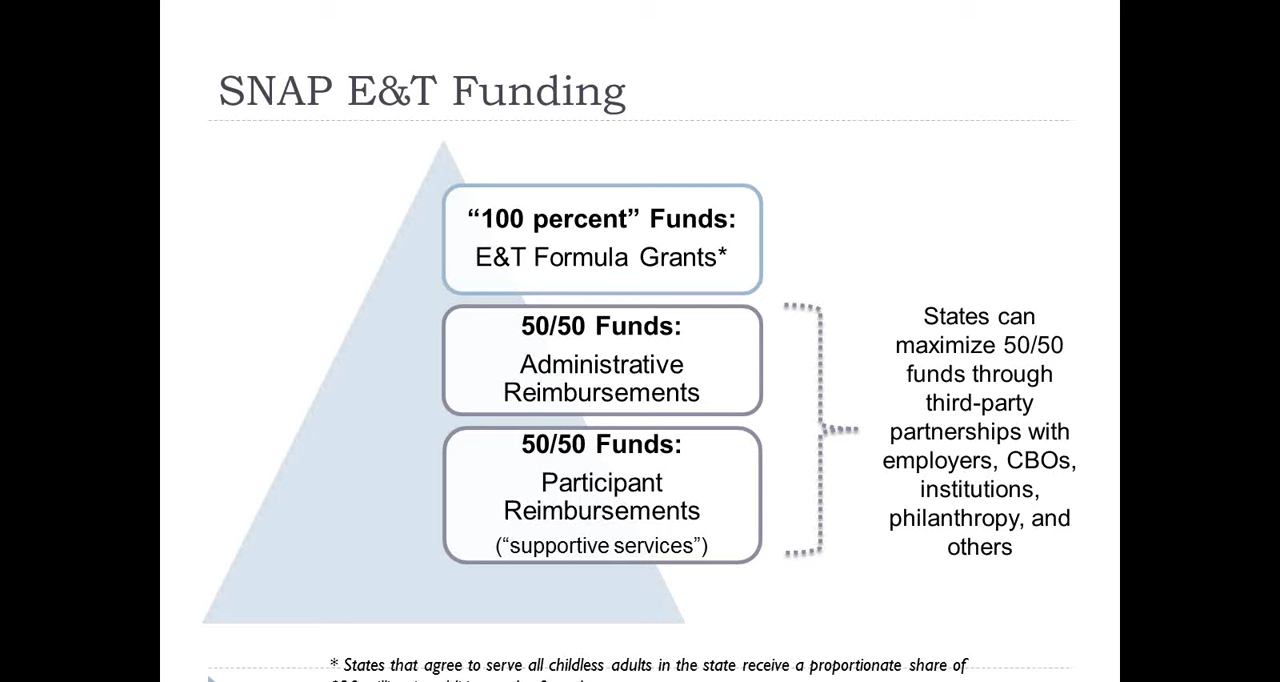 SNAP E&T Funding
“100 percent” Funds:
E&T Formula Grants*
50/50 Funds:
Administrative
Reimbursements
50/50 Funds:
Participant
Reimbursements
(“supportive services”)
States can
maximize 50/50
funds through
third-party
partnerships with
employers, CBOs,
institutions,
philanthropy, and
others
* States that agree to serve all childless adults in the state receive a proportionate share of